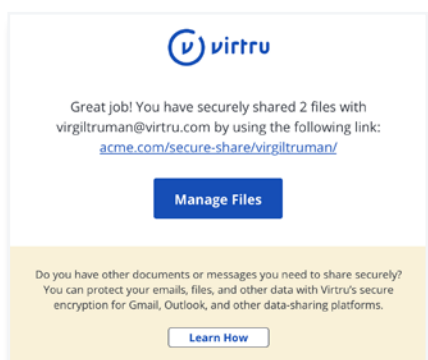 virtru
Great job! You have securely shared 2 files with
virgiltruman@virtru.com by using the following link:
acme.com/secure-share/virgiltruman/
Manage Files
Do you have other documents or messages you need to share securely?
You can protect your emails, files, and other data with Virtru's secure
encryption for Gmail, Outlook, and other data-sharing platforms.
Learn How